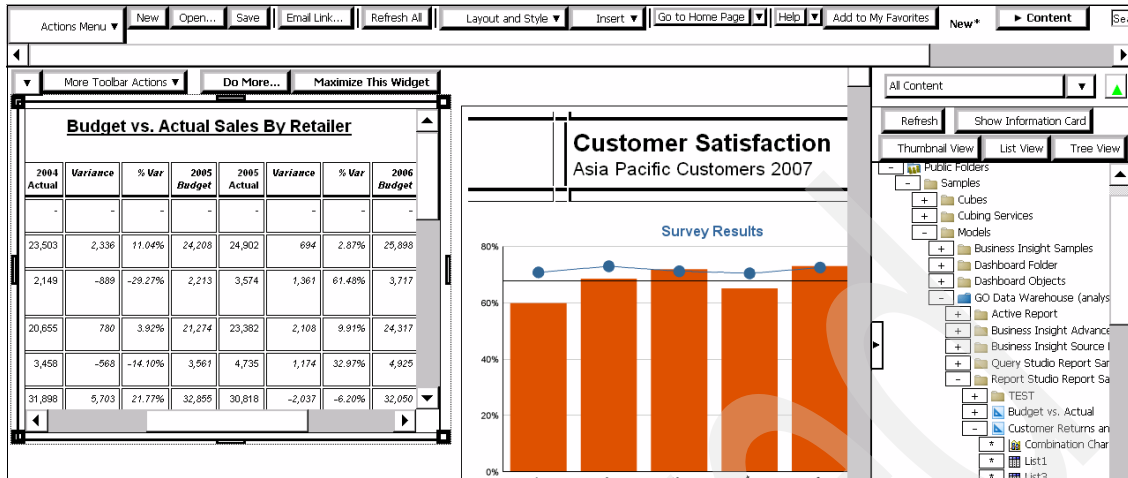 Actions Menu ▼ New Open... Save Email Link... Refresh All Layout and Style ▼ Insert ▼ Go to Home Page ▼ Help ▼ Add to My Favorites New* ► Content
▼ More Toolbar Actions ▼ Do More... Maximize This Widget
Budget vs. Actual Sales By Retailer
2004 Actual Variance % Var 2005 Budget 2005 Actual Variance % Var 2006 Budget
- - - - - - - -
23,503 2,336 11.04% 24,208 24,902 694 2.87% 25,898
2,149 -889 -29.27% 2,213 3,574 1,361 61.48% 3,717
20,655 780 3.92% 21,274 23,382 2,108 9.91% 24,317
3,458 -568 -14.10% 3,561 4,735 1,174 32.97% 4,925
31,898 5,703 21.77% 32,855 30,818 -2,037 -6.20% 32,050
Customer Satisfaction
Asia Pacific Customers 2007
Survey Results
80%
60%
40%
20%
0%
All Content ▼
Refresh Show Information Card
Thumbnail View List View Tree View
- Public Folders
- Samples
+ Cubes
+ Cubing Services
- Models
+ Business Insight Samples
+ Dashboard Folder
+ Dashboard Objects
- GO Data Warehouse (analys
+ Active Report
+ Business Insight Advance
+ Business Insight Source
+ Query Studio Report Sar
- Report Studio Report Sa
+ TEST
+ Budget vs. Actual
- Customer Returns an
* Combination Char
* List1
* List3